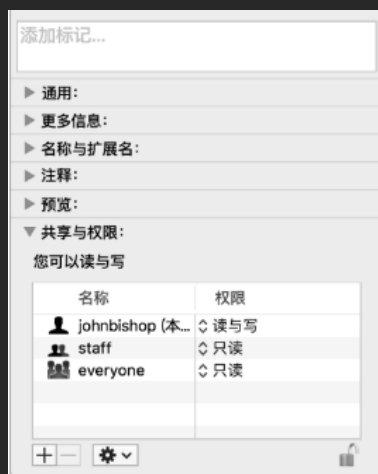 添加标记...
通用:
更多信息:
名称与扩展名:
注释:
预览:
共享与权限:
您可以读与写
名称 权限
johnbishop (本... 读与写
staff 只读
everyone 只读